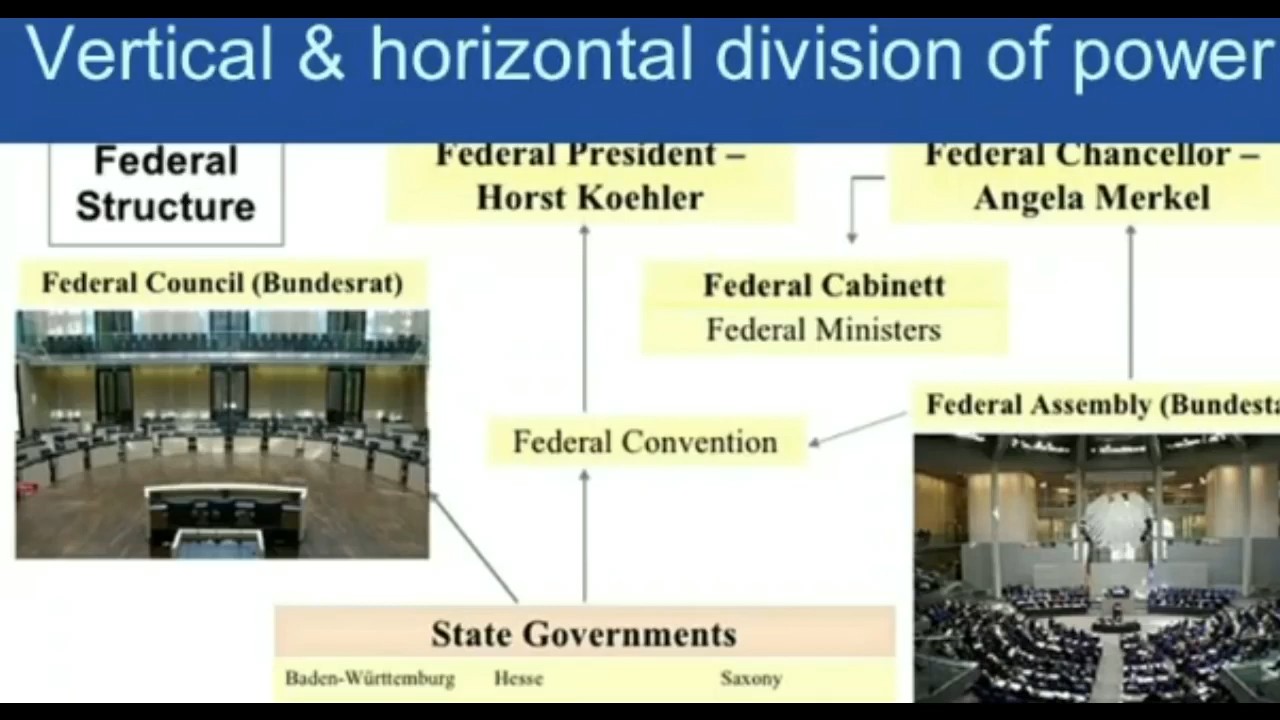 Vertical & horizontal division of power
Federal
Structure
Federal President –
Horst Koehler
Federal Chancellor –
Angela Merkel
Federal Council (Bundesrat)
Federal Cabinett
Federal Ministers
Federal Assembly (Bundesta
Federal Convention
State Governments
Baden-Württemburg Hesse Saxony